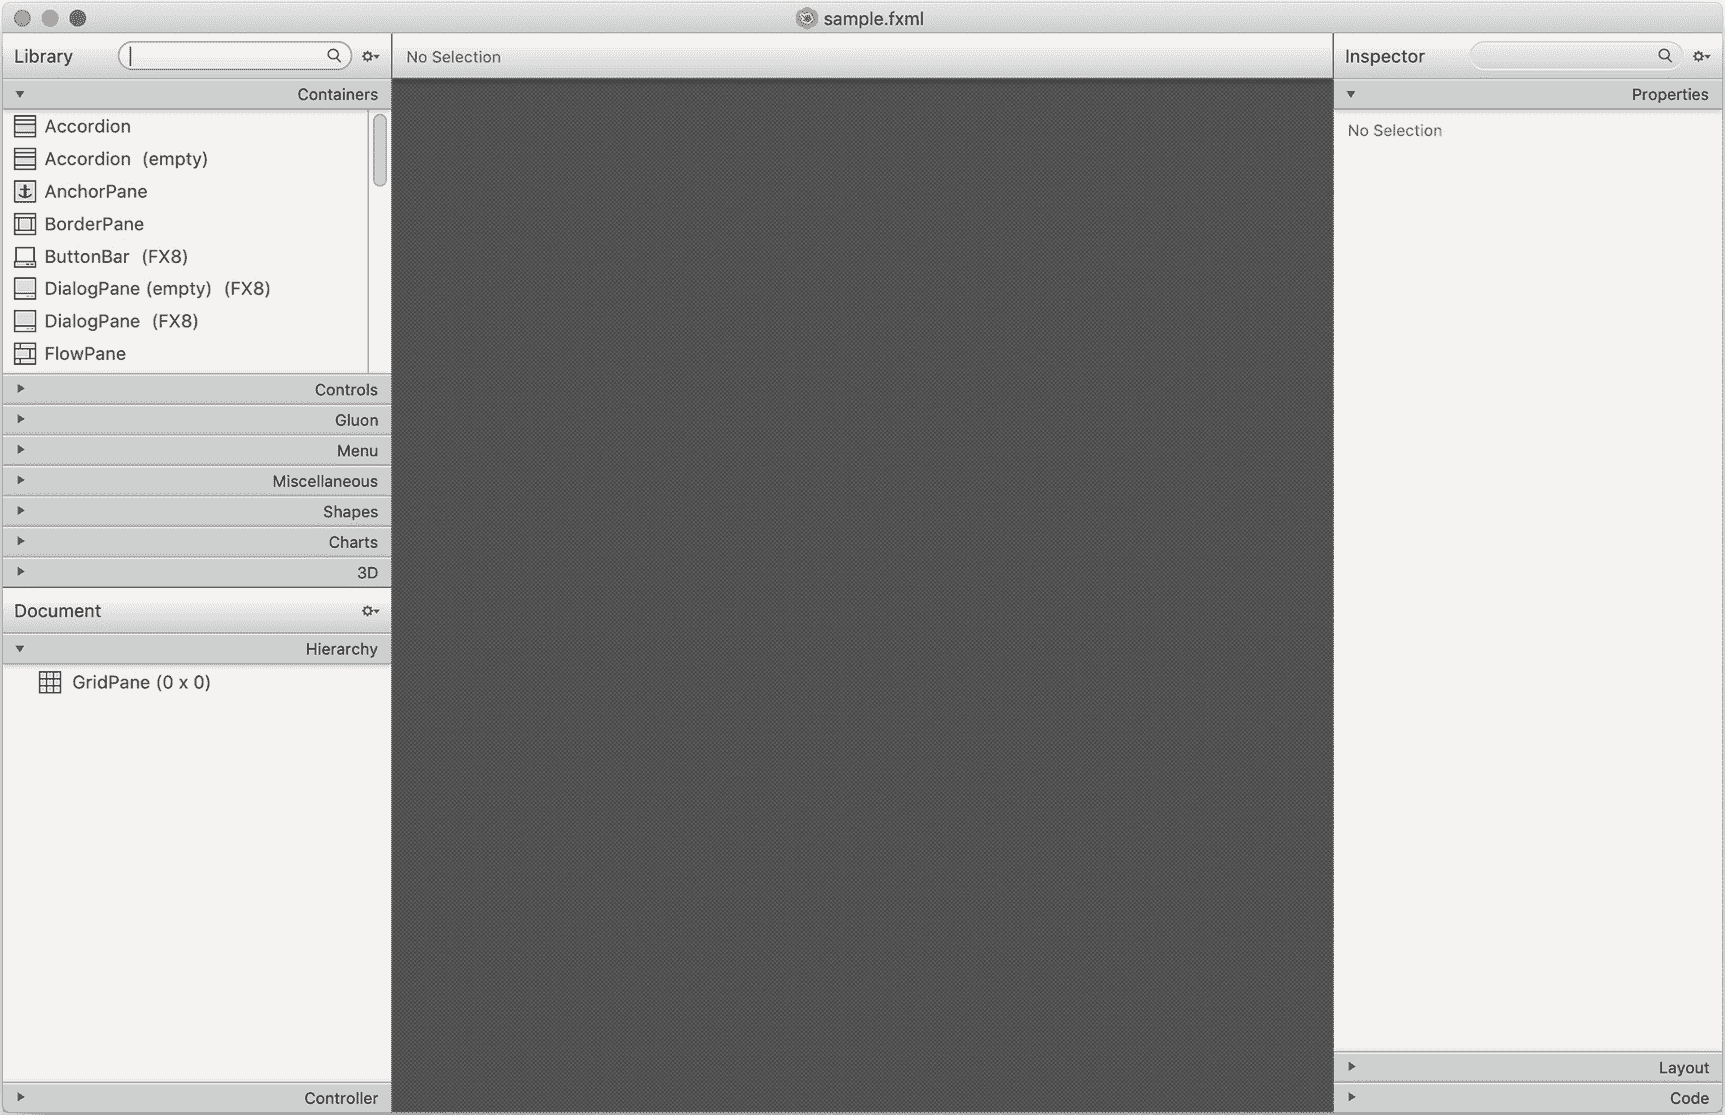 sample.fxml
Library
No Selection
Inspector
Containers
Properties
Accordion
Accordion (empty)
AnchorPane
BorderPane
ButtonBar (FX8)
DialogPane (empty) (FX8)
DialogPane (FX8)
FlowPane
No Selection
Controls
Gluon
Menu
Miscellaneous
Shapes
Charts
3D
Document
Hierarchy
GridPane (0 x 0)
Controller
Layout
Code